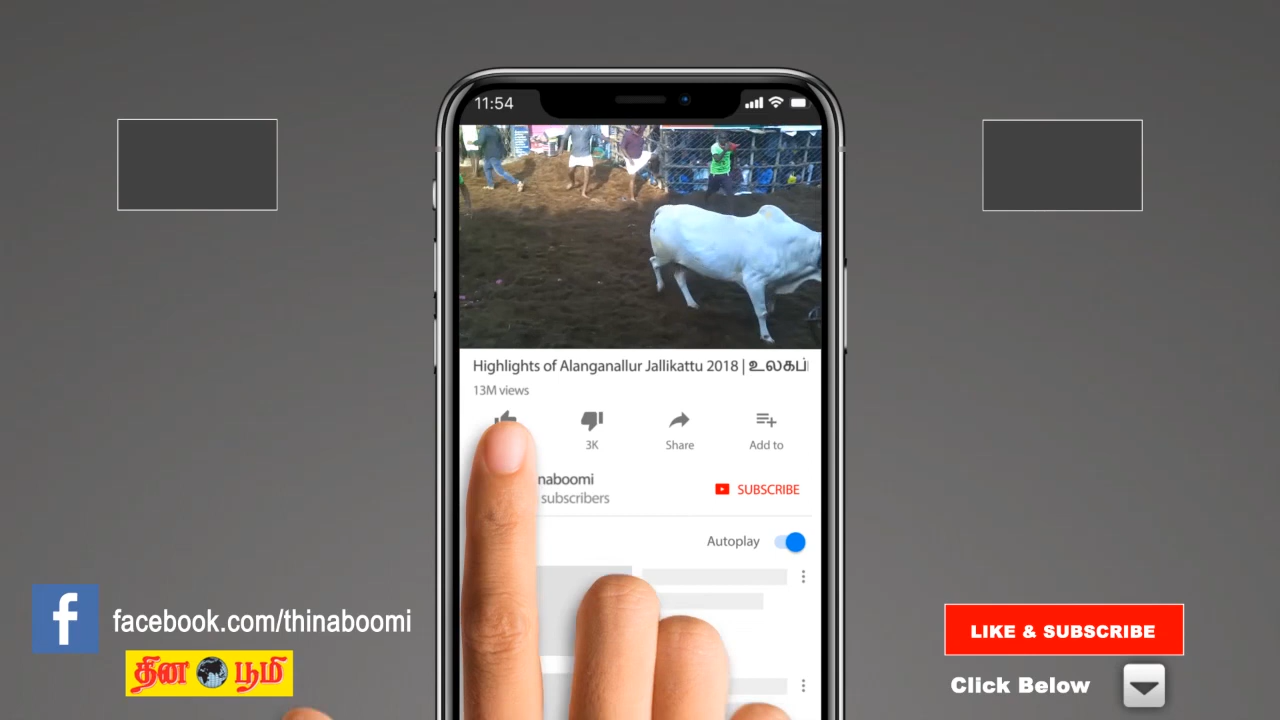 11:54
Highlights of Alanganallur Jallikattu 2018 | உலகப்
13M views
3K
Share
Add to
naboomi
subscribers
SUBSCRIBE
Autoplay
facebook.com/thinaboomi
தின பூமி
LIKE & SUBSCRIBE
Click Below